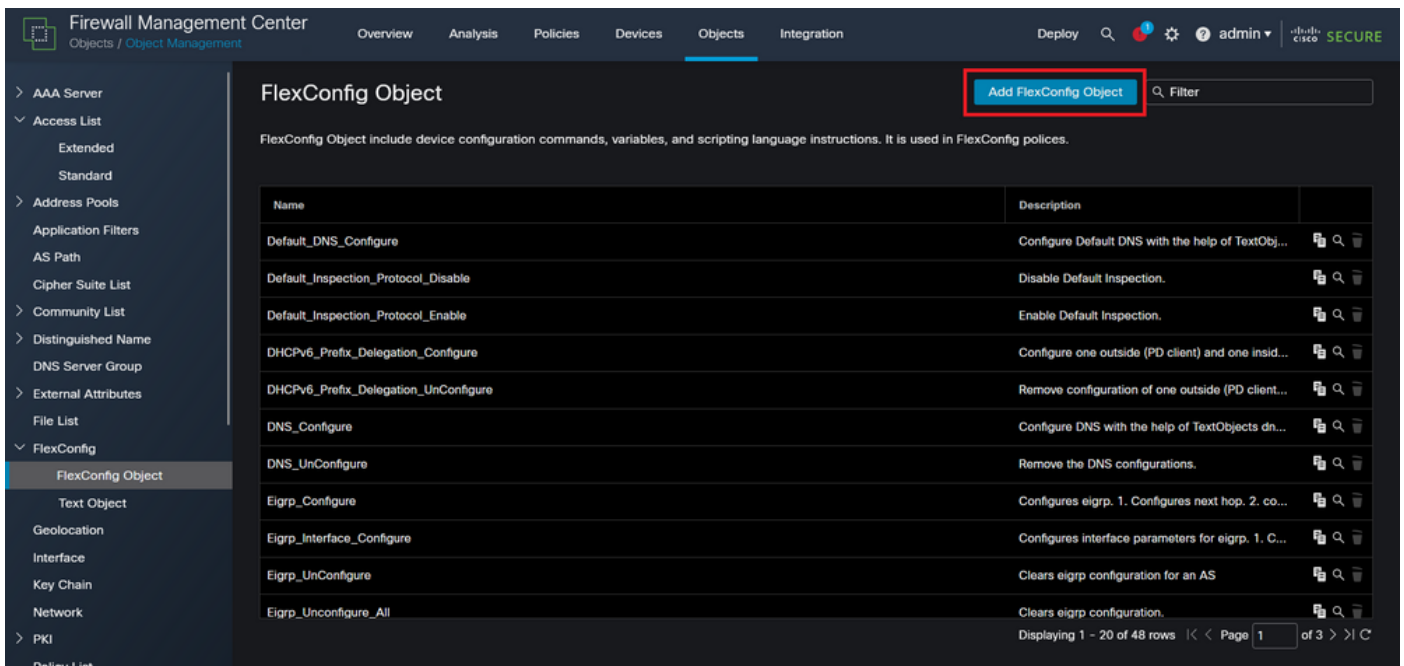 Firewall Management Center
Objects / Object Management
Overview Analysis Policies Devices Objects Integration
Deploy 1 admin
cisco SECURE
AAA Server
Access List
Extended
Standard
Address Pools
Application Filters
AS Path
Cipher Suite List
Community List
Distinguished Name
DNS Server Group
External Attributes
File List
FlexConfig
FlexConfig Object
Text Object
Geolocation
Interface
Key Chain
Network
PKI
Policy List
FlexConfig Object
Add FlexConfig Object
Filter
FlexConfig Object include device configuration commands, variables, and scripting language instructions. It is used in FlexConfig polices.
Name Description
Default_DNS_Configure Configure Default DNS with the help of TextObj...
Default_Inspection_Protocol_Disable Disable Default Inspection.
Default_Inspection_Protocol_Enable Enable Default Inspection.
DHCPv6_Prefix_Delegation_Configure Configure one outside (PD client) and one insid...
DHCPv6_Prefix_Delegation_UnConfigure Remove configuration of one outside (PD client...
DNS_Configure Configure DNS with the help of TextObjects dn...
DNS_UnConfigure Remove the DNS configurations.
Eigrp_Configure Configures eigrp. 1. Configures next hop. 2. co...
Eigrp_Interface_Configure Configures interface parameters for eigrp. 1. C...
Eigrp_UnConfigure Clears eigrp configuration for an AS
Eigrp_Unconfigure_All Clears eigrp configuration.
Displaying 1 - 20 of 48 rows |< < Page 1 of 3 > >|